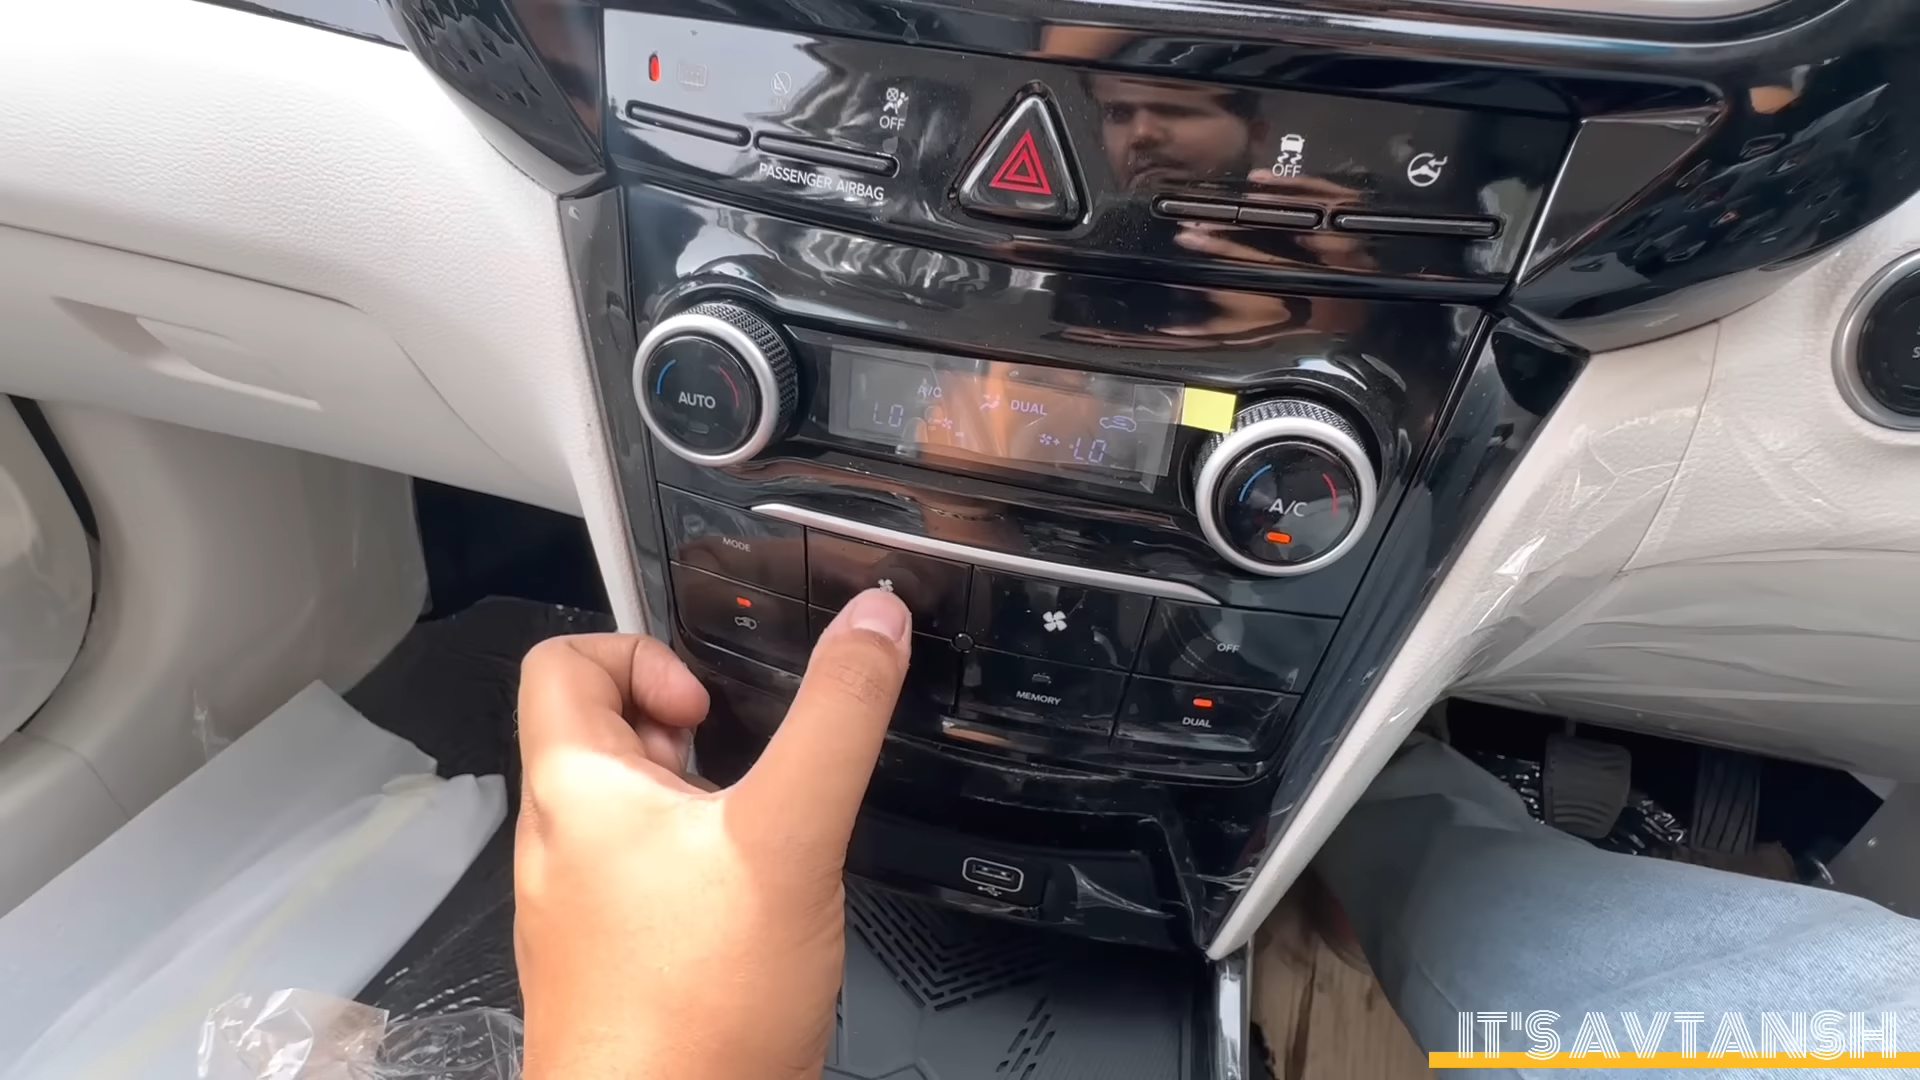 OFF
PASSENGER AIRBAG
OFF
AUTO
A/C
DUAL
LO
LO
A/C
MODE
OFF
MEMORY
DUAL
IT'S AVTANSH